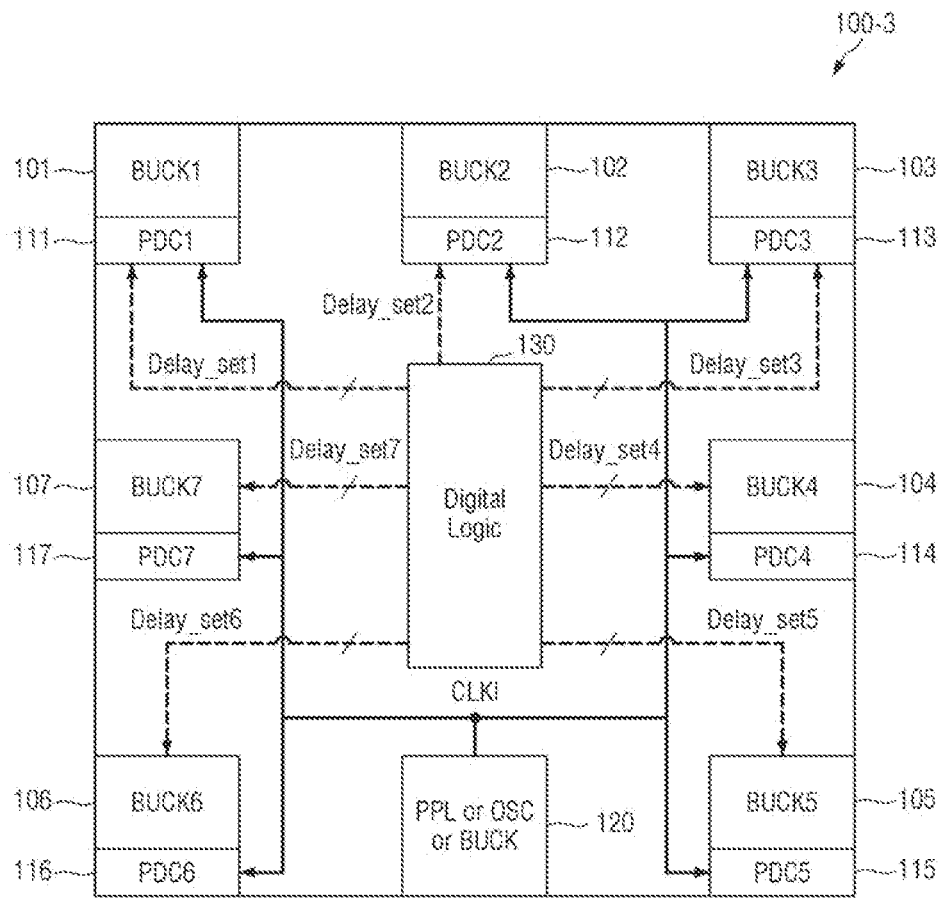 100-3
101 BUCK1 BUCK2 102 BUCK3 103
111 PDC1 PDC2 112 PDC3 113
Delay_set2
130
Delay_set1 Delay_set3
Delay_set7 Delay_set4
107 BUCK7 BUCK4 104
Digital
Logic
117 PDC7 PDC4 114
Delay_set6 Delay_set5
CLKi
106 BUCK6 BUCK5 105
PPL or OSC
or BUCK
120
116 PDC6 PDC5 115